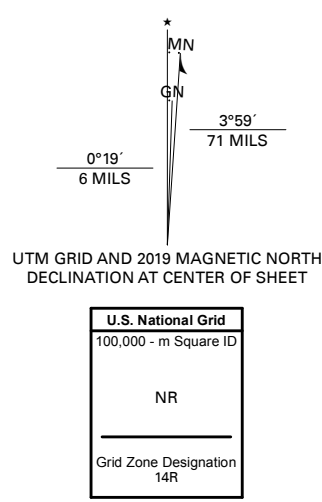 ★
MN
GN
3°59´
71 MILS
0°19´
6 MILS
UTM GRID AND 2019 MAGNETIC NORTH
DECLINATION AT CENTER OF SHEET
U.S. National Grid
100,000 - m Square ID
NR
Grid Zone Designation
14R